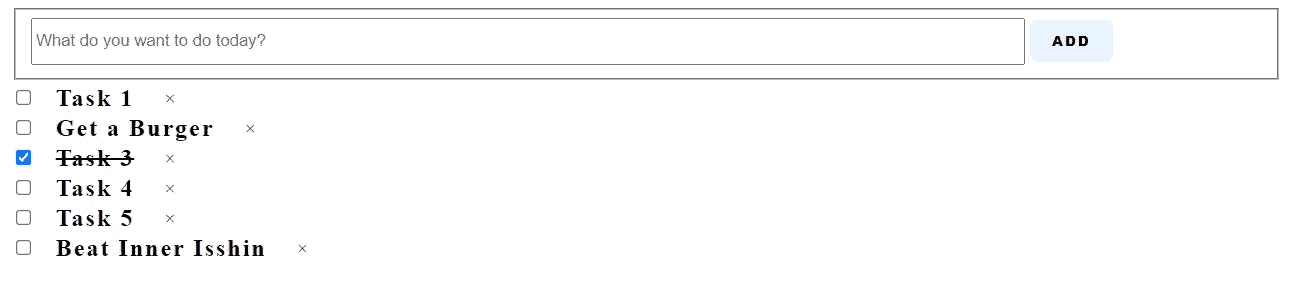 What do you want to do today? ADD
Task 1 ×
Get a Burger ×
Task 3 ×
Task 4 ×
Task 5 ×
Beat Inner Isshin ×